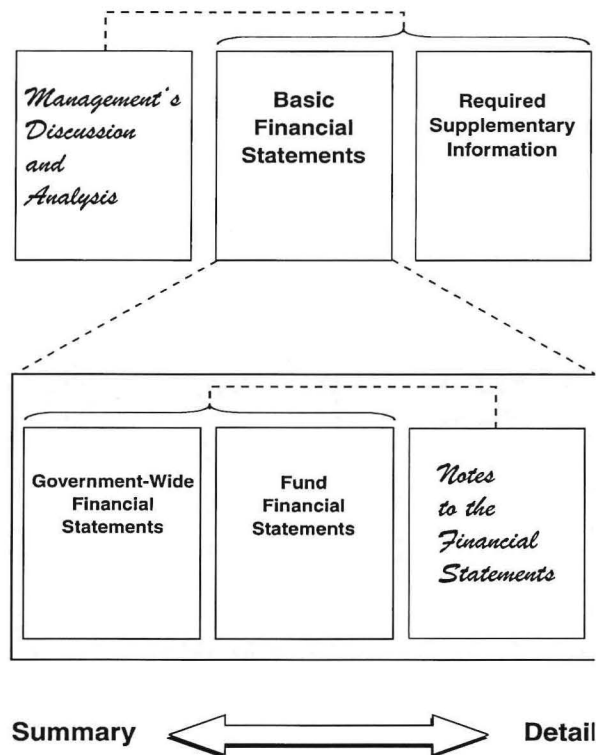 Management's
Discussion
and
Analysis
Basic
Financial
Statements
Required
Supplementary
Information
Government-Wide
Financial
Statements
Fund
Financial
Statements
Notes
to the
Financial
Statements
Summary
Detail